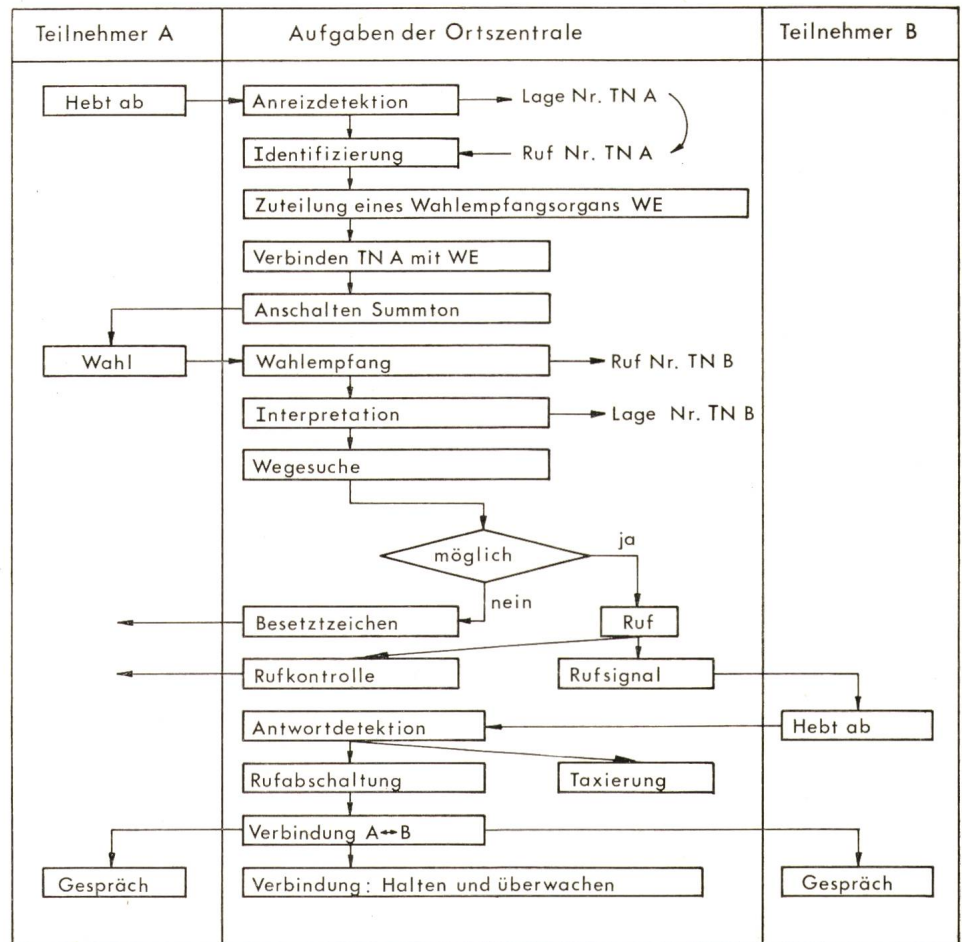 Teilnehmer A
Aufgaben der Ortszentrale
Teilnehmer B
Hebt ab
Anreizdetektion
Lage Nr. TN A
Identifizierung
Ruf Nr. TN A
Zuteilung eines Wahlempfangsorgans WE
Verbinden TN A mit WE
Anschalten Summton
Wahl
Wahlempfang
Ruf Nr. TN B
Interpretation
Lage Nr. TN B
Wegesuche
möglich
ja
nein
Besetztzeichen
Ruf
Rufkontrolle
Rufsignal
Antwortdetektion
Hebt ab
Rufabschaltung
Taxierung
Verbindung A↔B
Gespräch
Verbindung: Halten und überwachen
Gespräch